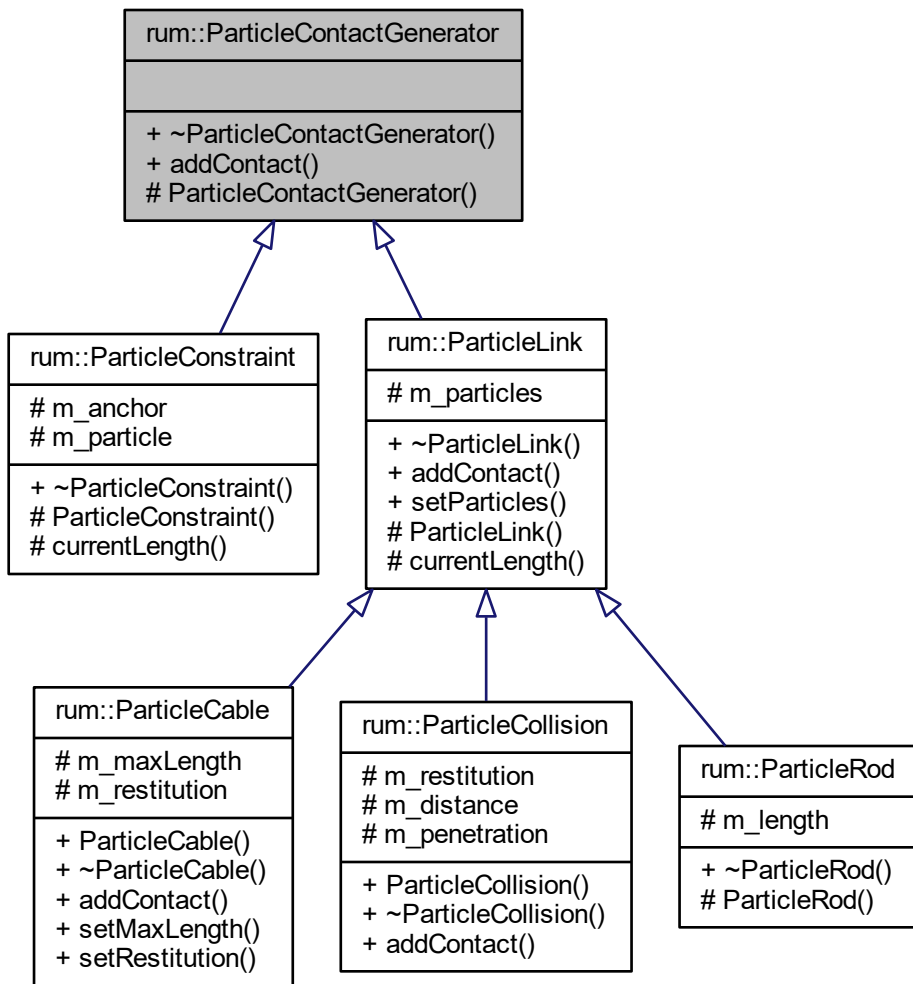 rum::ParticleContactGenerator
+ ~ParticleContactGenerator()
+ addContact()
# ParticleContactGenerator()
rum::ParticleConstraint
# m_anchor
# m_particle
+ ~ParticleConstraint()
# ParticleConstraint()
# currentLength()
rum::ParticleLink
# m_particles
+ ~ParticleLink()
+ addContact()
+ setParticles()
# ParticleLink()
# currentLength()
rum::ParticleCable
# m_maxLength
# m_restitution
+ ParticleCable()
+ ~ParticleCable()
+ addContact()
+ setMaxLength()
+ setRestitution()
rum::ParticleCollision
# m_restitution
# m_distance
# m_penetration
+ ParticleCollision()
+ ~ParticleCollision()
+ addContact()
rum::ParticleRod
# m_length
+ ~ParticleRod()
# ParticleRod()